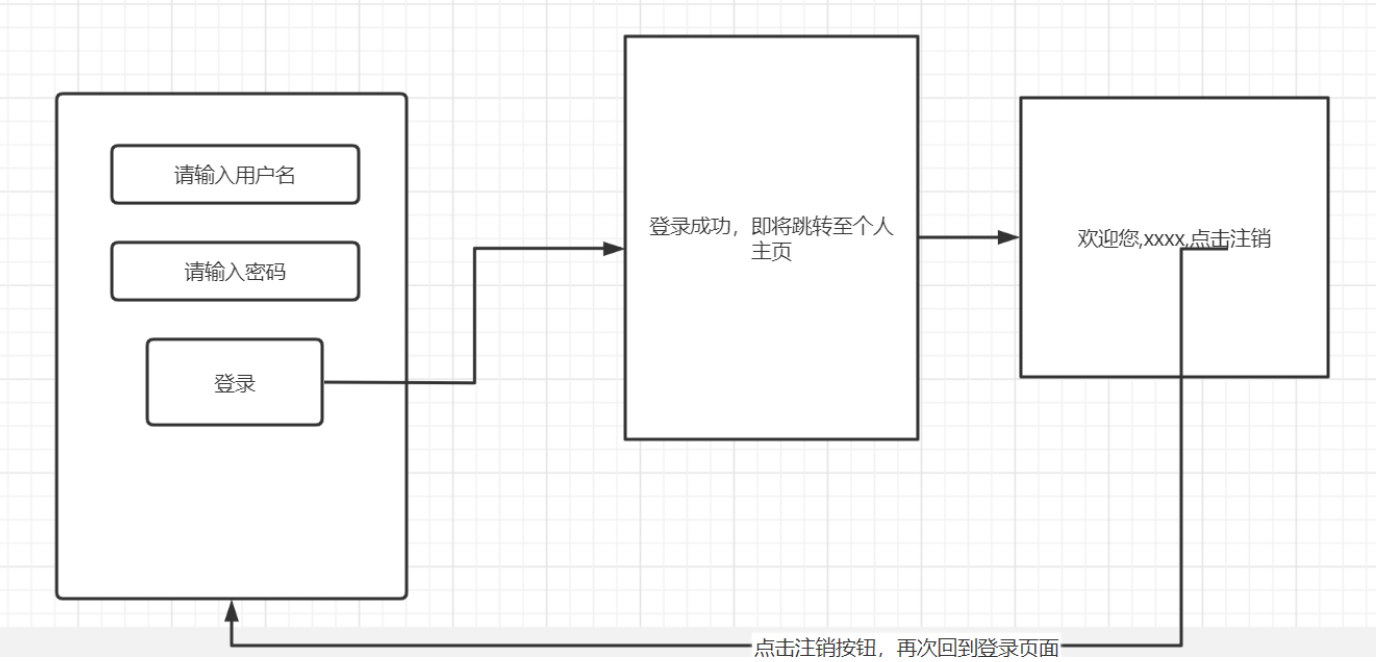 请输入用户名
请输入密码
登录
登录成功，即将跳转至个人
主页
欢迎您,xxxx,点击注销
点击注销按钮，再次回到登录页面